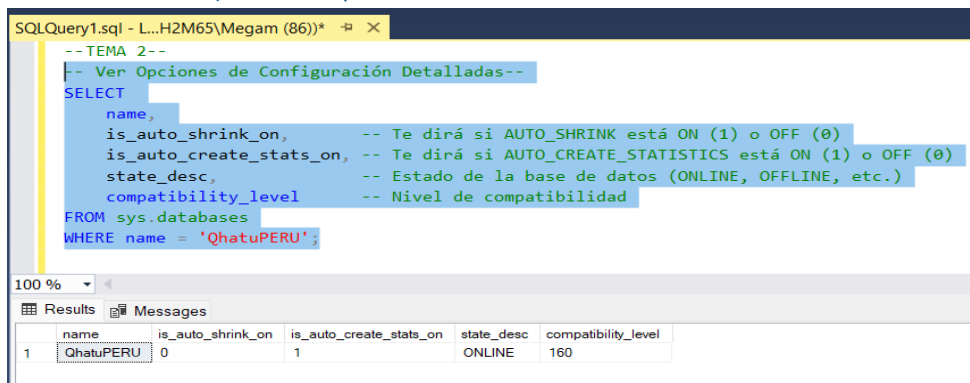 SQLQuery1.sql - L...H2M65\Megam (86))*
--TEMA 2--
-- Ver Opciones de Configuración Detalladas--
SELECT
name,
is_auto_shrink_on, -- Te dirá si AUTO_SHRINK está ON (1) o OFF (0)
is_auto_create_stats_on, -- Te dirá si AUTO_CREATE_STATISTICS está ON (1) o OFF (0)
state_desc, -- Estado de la base de datos (ONLINE, OFFLINE, etc.)
compatibility_level -- Nivel de compatibilidad
FROM sys.databases
WHERE name = 'QhatuPERU';
100 %
Results Messages
name is_auto_shrink_on is_auto_create_stats_on state_desc compatibility_level
1 QhatuPERU 0 1 ONLINE 160